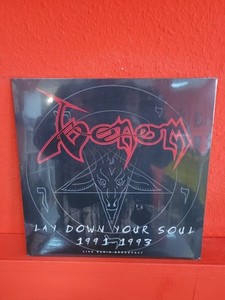 Venom
LAY DOWN YOUR SOUL
1991-1993
LIVE RADIO BROADCAST